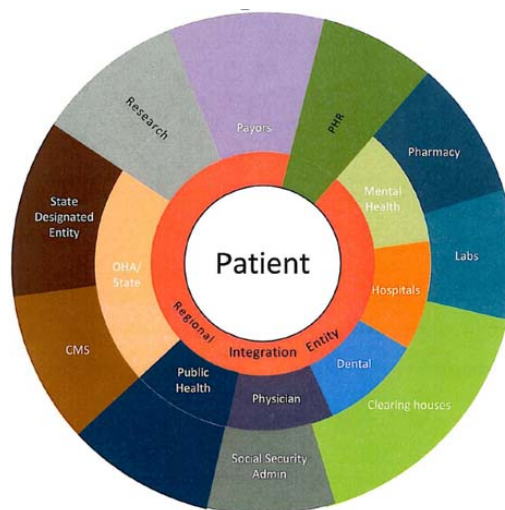 Payors
PHR
Research
Pharmacy
Mental
Health
State
Designated
Entity
OHA/
State
Patient
Labs
Hospitals
Regional Integration Entity
CMS
Public
Health
Dental
Physician
Clearing houses
Social Security
Admin